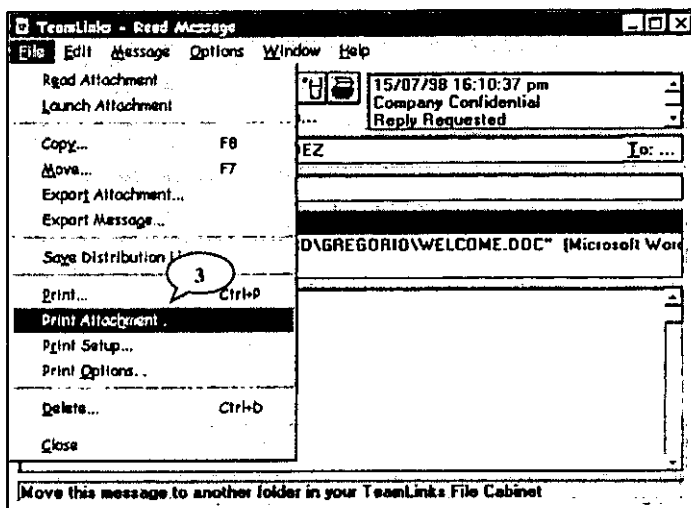 TeamLinks - Read Message
File Edit Message Options Window Help
Read Attachment
Launch Attachment
Copy... F8
Move... F7
Export Attachment...
Export Message...
Save Distribution
3
Print... Ctrl+P
Print Attachment.
Print Setup...
Print Options..
Delete... Ctrl+D
Close
15/07/98 16:10:37 pm
Company Confidential
Reply Requested
...
EZ To: ...
D\GREGORIO\WELCOME.DOC" (Microsoft Word
Move this message to another folder in your TeamLinks File Cabinet